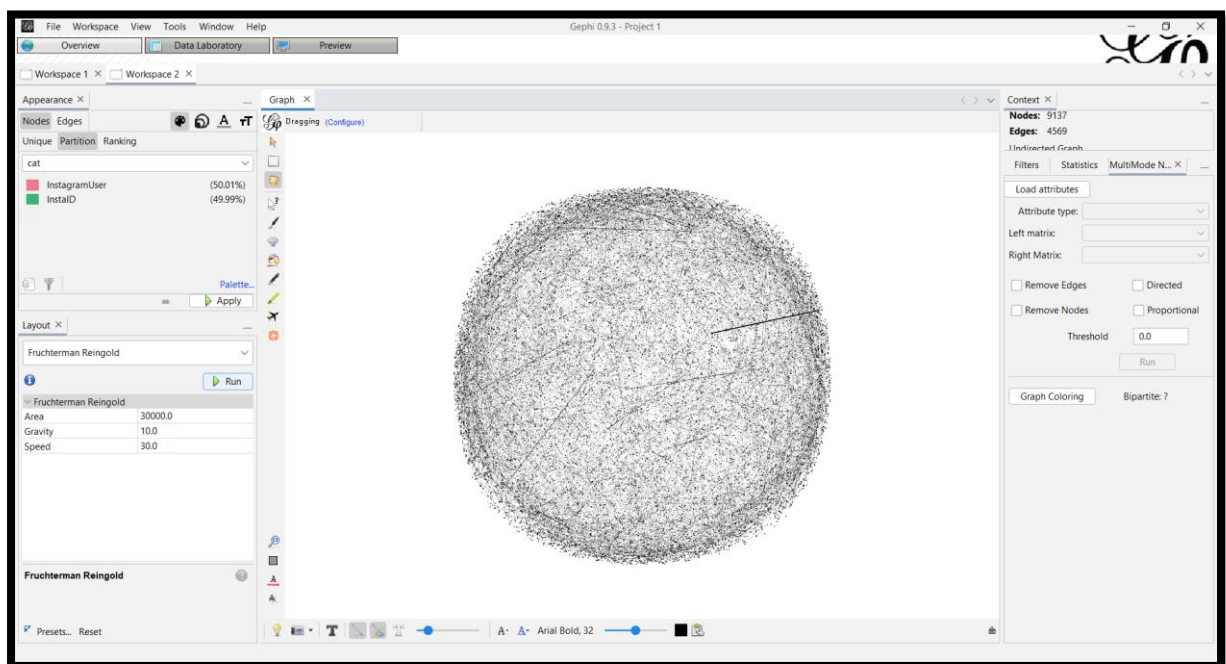 File Workspace View Tools Window Help Gephi 0.9.3 - Project 1
Overview Data Laboratory Preview
Workspace 1 Workspace 2
Appearance
Nodes Edges
Unique Partition Ranking
cat
InstagramUser (50.01%)
InstaID (49.99%)
Palette...
Apply
Layout
Fruchterman Reingold
Run
Fruchterman Reingold
Area 30000.0
Gravity 10.0
Speed 30.0
Fruchterman Reingold
Presets... Reset
Graph
Dragging (Configure)
A- A- Arial Bold, 32
Context
Nodes: 9137
Edges: 4569
Undirected Graph
Filters Statistics MultiMode N...
Load attributes
Attribute type:
Left matrix:
Right Matrix:
Remove Edges Directed
Remove Nodes Proportional
Threshold 0.0
Run
Graph Coloring Bipartite: ?